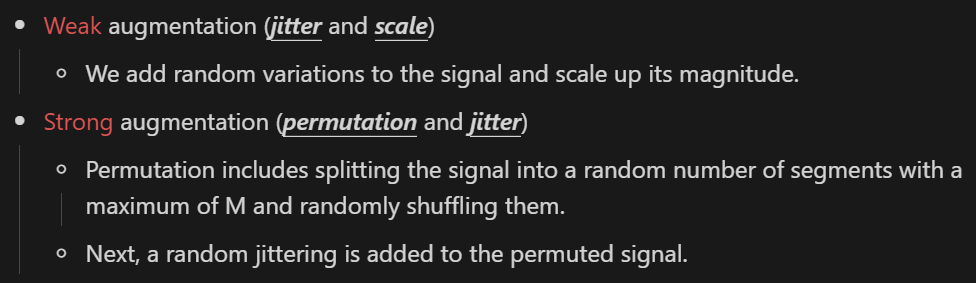 Weak augmentation (jitter and scale)
We add random variations to the signal and scale up its magnitude.
Strong augmentation (permutation and jitter)
Permutation includes splitting the signal into a random number of segments with a
maximum of M and randomly shuffling them.
Next, a random jittering is added to the permuted signal.